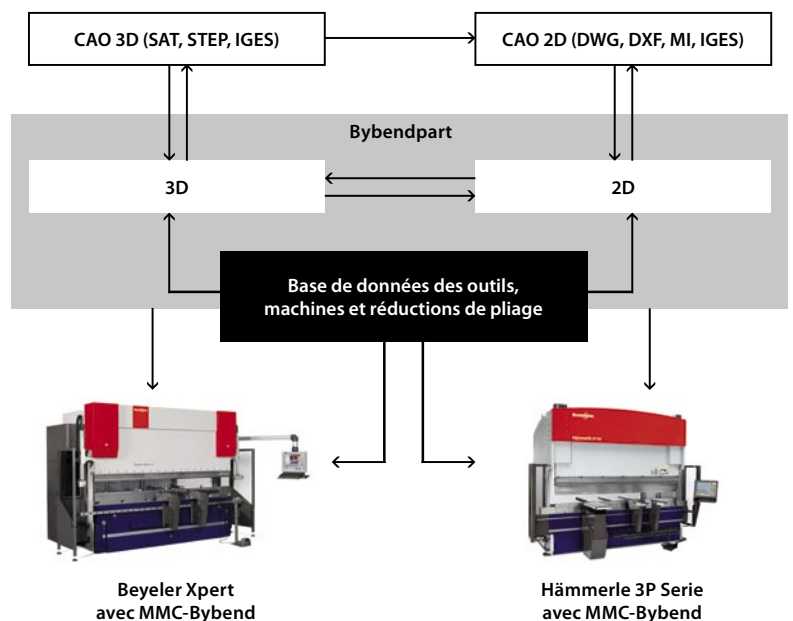 CAO 3D (SAT, STEP, IGES)
CAO 2D (DWG, DXF, MI, IGES)
Bybendpart
3D
2D
Base de données des outils,
machines et réductions de pliage
Beyeler Xpert
avec MMC-Bybend
Hämmerle 3P Serie
avec MMC-Bybend